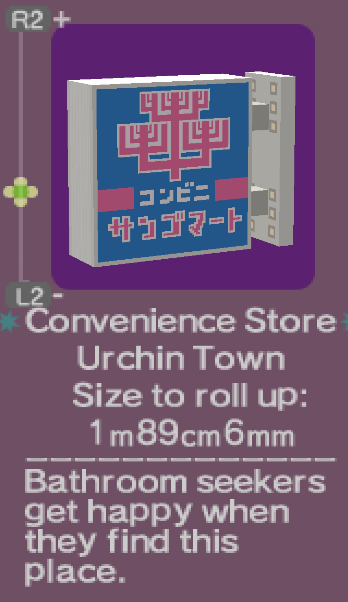 R2 +
コンビニ
サンゴマート
L2 -
Convenience Store
Urchin Town
Size to roll up:
1m89cm6mm
Bathroom seekers
get happy when
they find this
place.